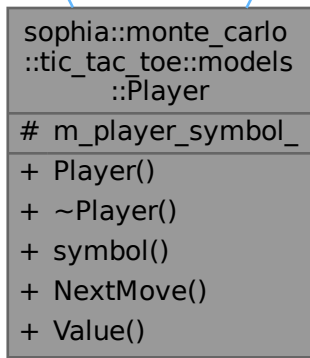 sophia::monte_carlo
::tic_tac_toe::models
::Player
# m_player_symbol_
+ Player()
+ ~Player()
+ symbol()
+ NextMove()
+ Value()